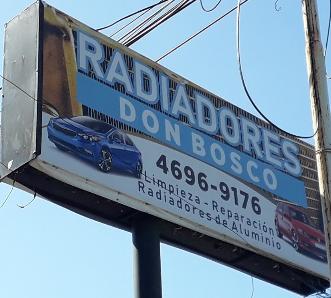 RADIADORES
DON BOSCO
4696-9176
Limpieza - Reparación
Radiadores de Aluminio